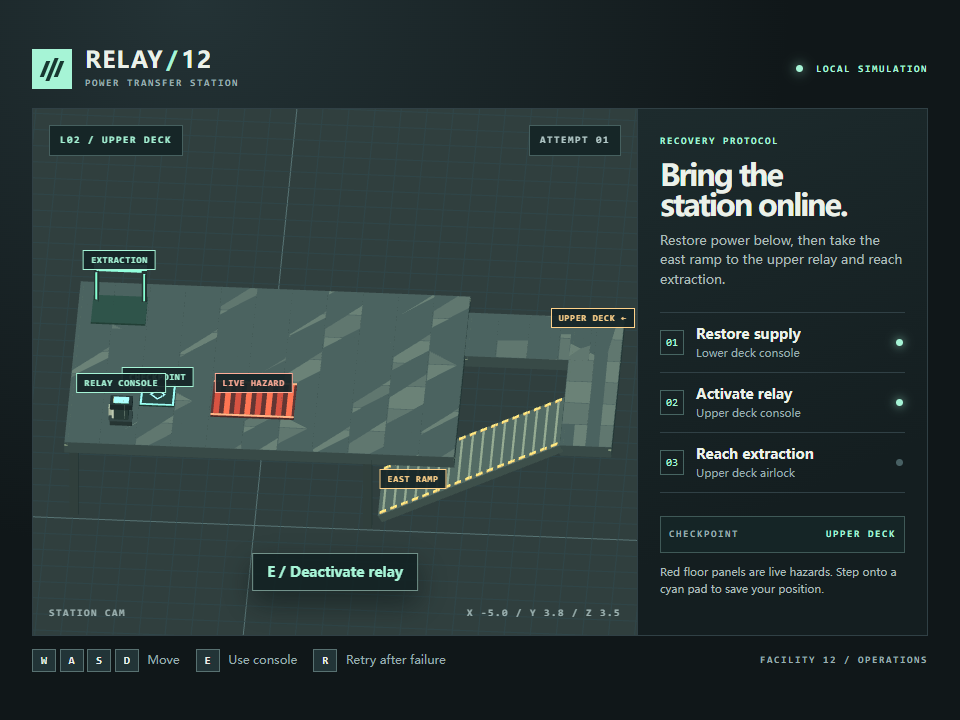 RELAY/12
POWER TRANSFER STATION
LOCAL SIMULATION
L02 / UPPER DECK
ATTEMPT 01
EXTRACTION
UPPER DECK ←
RELAY CONSOLE
LIVE HAZARD
EAST RAMP
E / Deactivate relay
STATION CAM
X -5.0 / Y 3.8 / Z 3.5
RECOVERY PROTOCOL
Bring the
station online.
Restore power below, then take the
east ramp to the upper relay and reach
extraction.
01 Restore supply
Lower deck console
02 Activate relay
Upper deck console
03 Reach extraction
Upper deck airlock
CHECKPOINT UPPER DECK
Red floor panels are live hazards. Step onto a
cyan pad to save your position.
W A S D Move E Use console R Retry after failure
FACILITY 12 / OPERATIONS